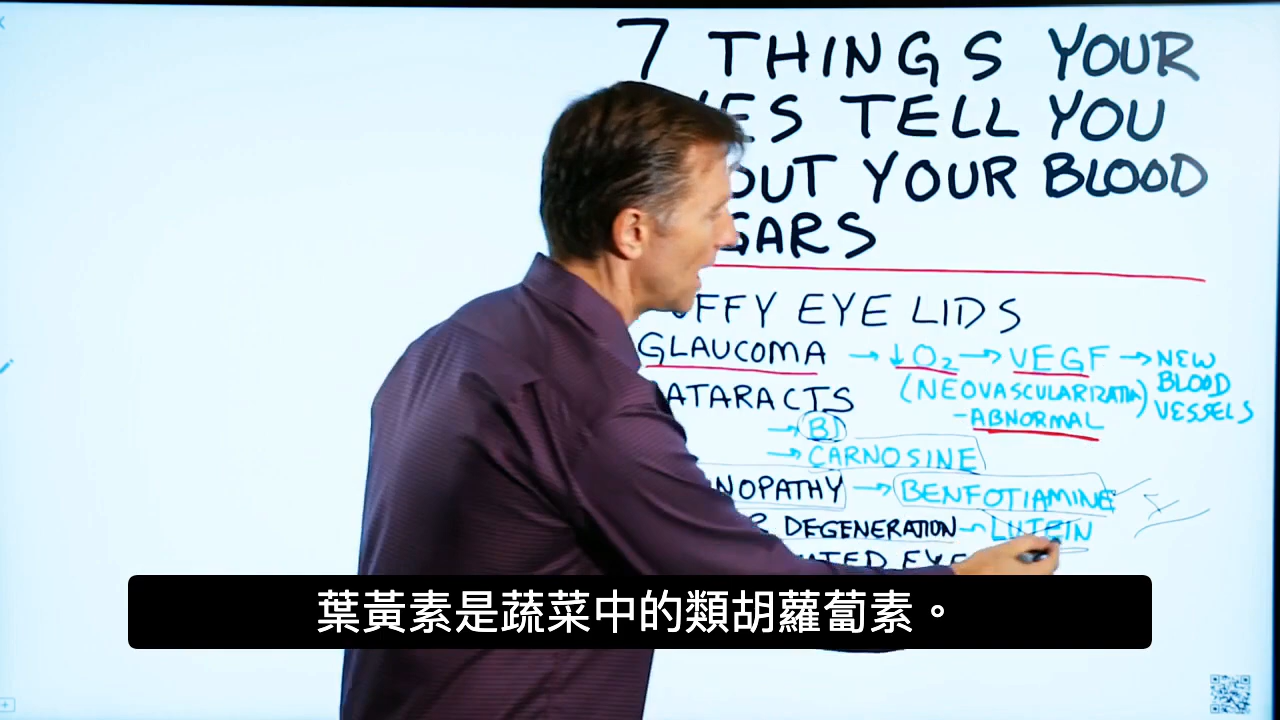 7 THINGS YOUR
ES TELL YOU
OUT YOUR BLOOD
GARS
FFY EYE LIDS
GLAUCOMA → ↓O₂ → VEGF → NEW BLOOD VESSELS
(NEOVASCULARIZATION)
- ABNORMAL
ATARACTS
→ B1
→ CARNOSINE
NOPATHY → BENFOTIAMINE
R DEGENERATION - LUTEIN
葉黃素是蔬菜中的類胡蘿蔔素。